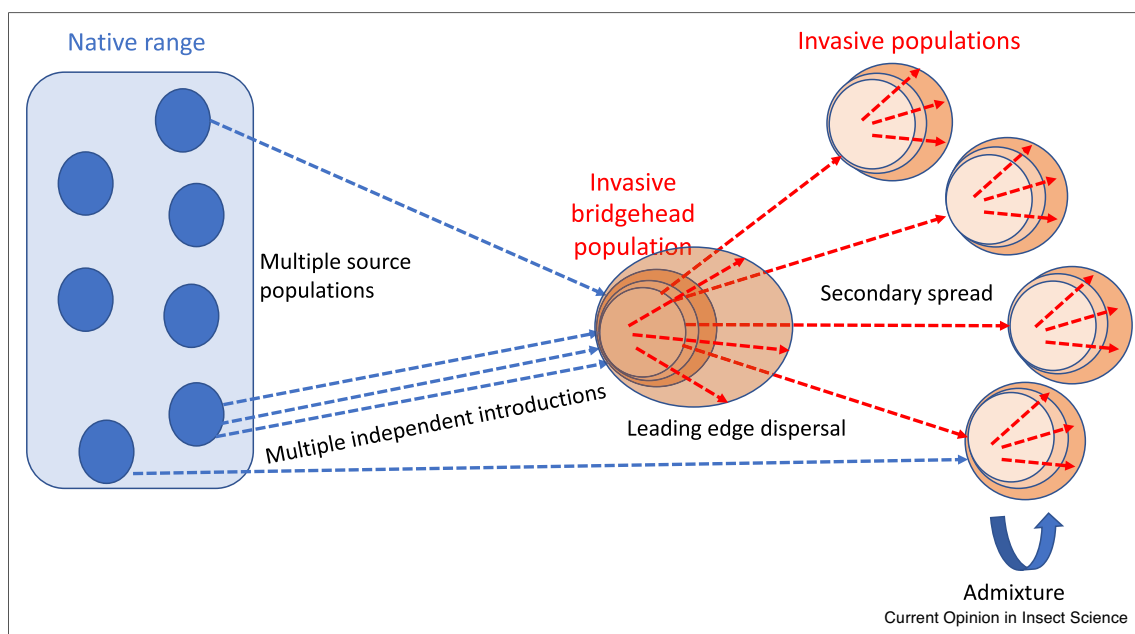 Native range
Invasive populations
Invasive
bridgehead
population
Multiple source
populations
Secondary spread
Multiple independent introductions
Leading edge dispersal
Admixture
Current Opinion in Insect Science